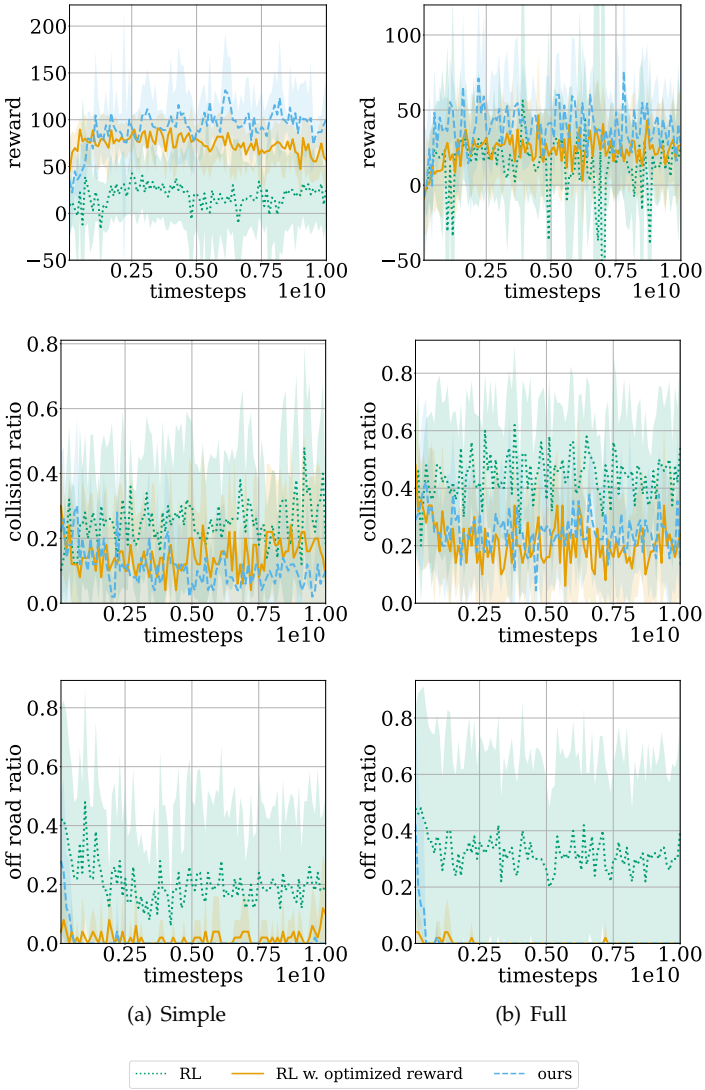 200
150
100
50
0
−50
reward
0.25 0.50 0.75 1.00
timesteps 1e10
100
50
0
−50
reward
0.25 0.50 0.75 1.00
timesteps 1e10
0.8
0.6
0.4
0.2
0.0
collision ratio
0.25 0.50 0.75 1.00
timesteps 1e10
0.8
0.6
0.4
0.2
0.0
collision ratio
0.25 0.50 0.75 1.00
timesteps 1e10
0.8
0.6
0.4
0.2
0.0
off road ratio
0.25 0.50 0.75 1.00
timesteps 1e10
0.8
0.6
0.4
0.2
0.0
off road ratio
0.25 0.50 0.75 1.00
timesteps 1e10
(a) Simple
(b) Full
RL RL w. optimized reward ours